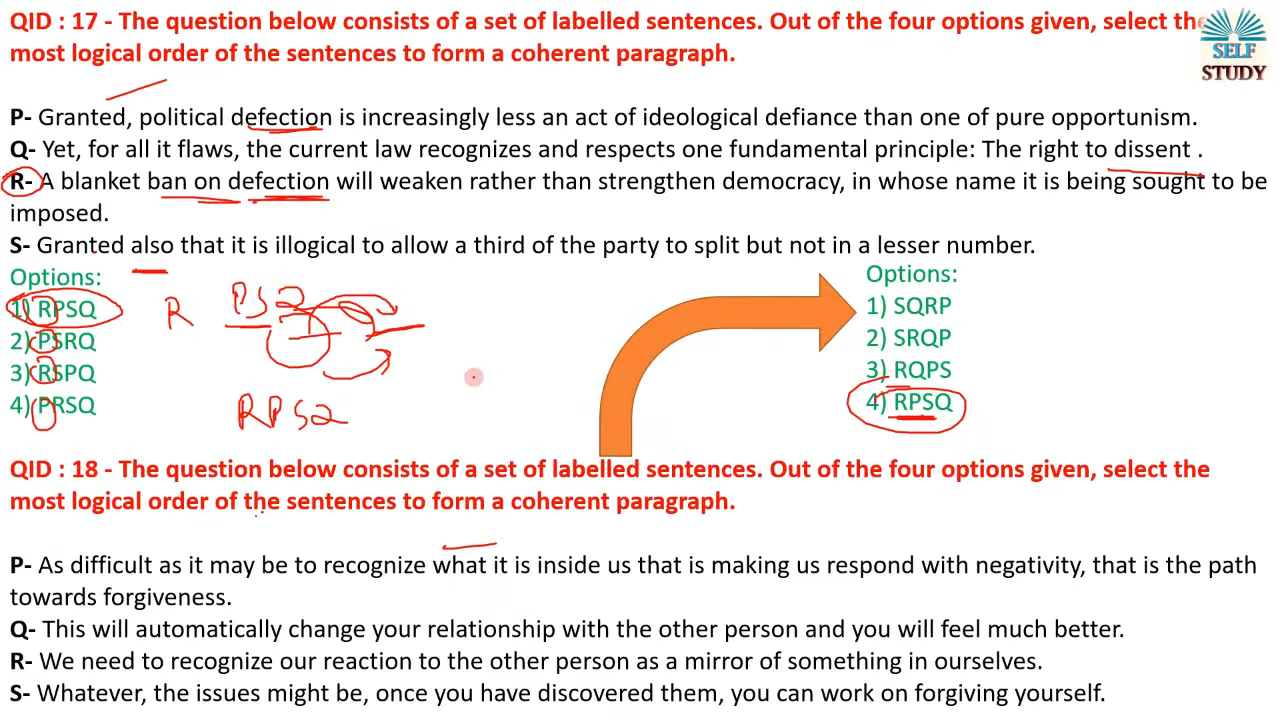 QID : 17 - The question below consists of a set of labelled sentences. Out of the four options given, select the
most logical order of the sentences to form a coherent paragraph.
SELF
STUDY
P- Granted, political defection is increasingly less an act of ideological defiance than one of pure opportunism.
Q- Yet, for all it flaws, the current law recognizes and respects one fundamental principle: The right to dissent .
R- A blanket ban on defection will weaken rather than strengthen democracy, in whose name it is being sought to be
imposed.
S- Granted also that it is illogical to allow a third of the party to split but not in a lesser number.
Options:
1) RPSQ
2) PSRQ
3) RSPQ
4) PRSQ
R PSQ
RPSQ
Options:
1) SQRP
2) SRQP
3) RQPS
4) RPSQ
QID : 18 - The question below consists of a set of labelled sentences. Out of the four options given, select the
most logical order of the sentences to form a coherent paragraph.
P- As difficult as it may be to recognize what it is inside us that is making us respond with negativity, that is the path
towards forgiveness.
Q- This will automatically change your relationship with the other person and you will feel much better.
R- We need to recognize our reaction to the other person as a mirror of something in ourselves.
S- Whatever, the issues might be, once you have discovered them, you can work on forgiving yourself.